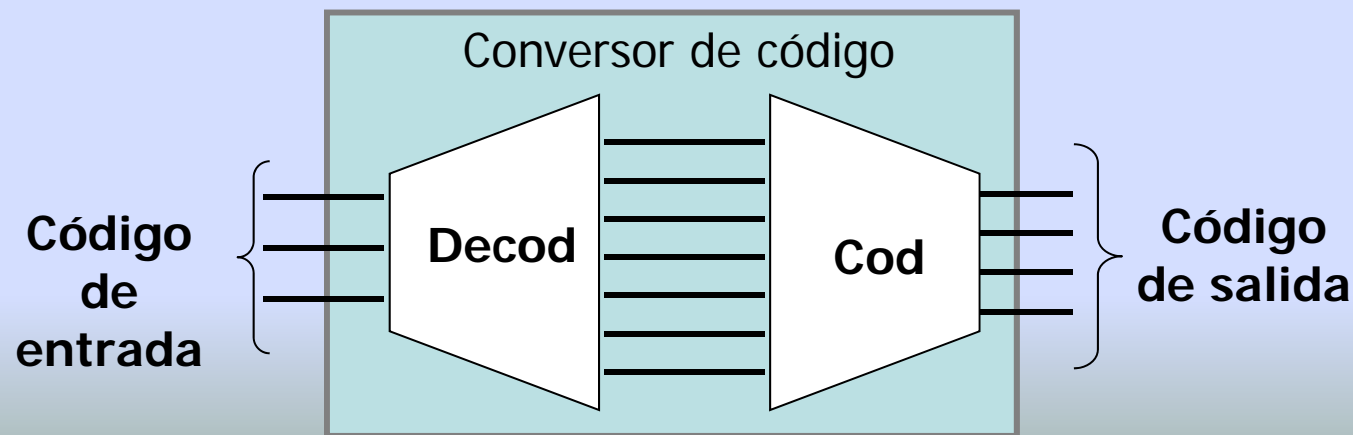 Conversor de código
Código
de
entrada
Decod
Cod
Código
de salida